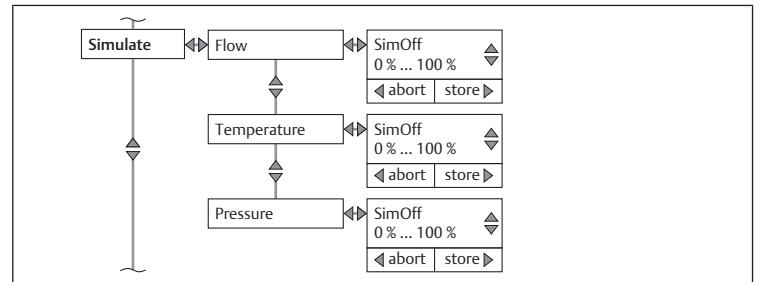 Simulate
Flow
SimOff
0 % ... 100 %
abort
store
Temperature
SimOff
0 % ... 100 %
abort
store
Pressure
SimOff
0 % ... 100 %
abort
store